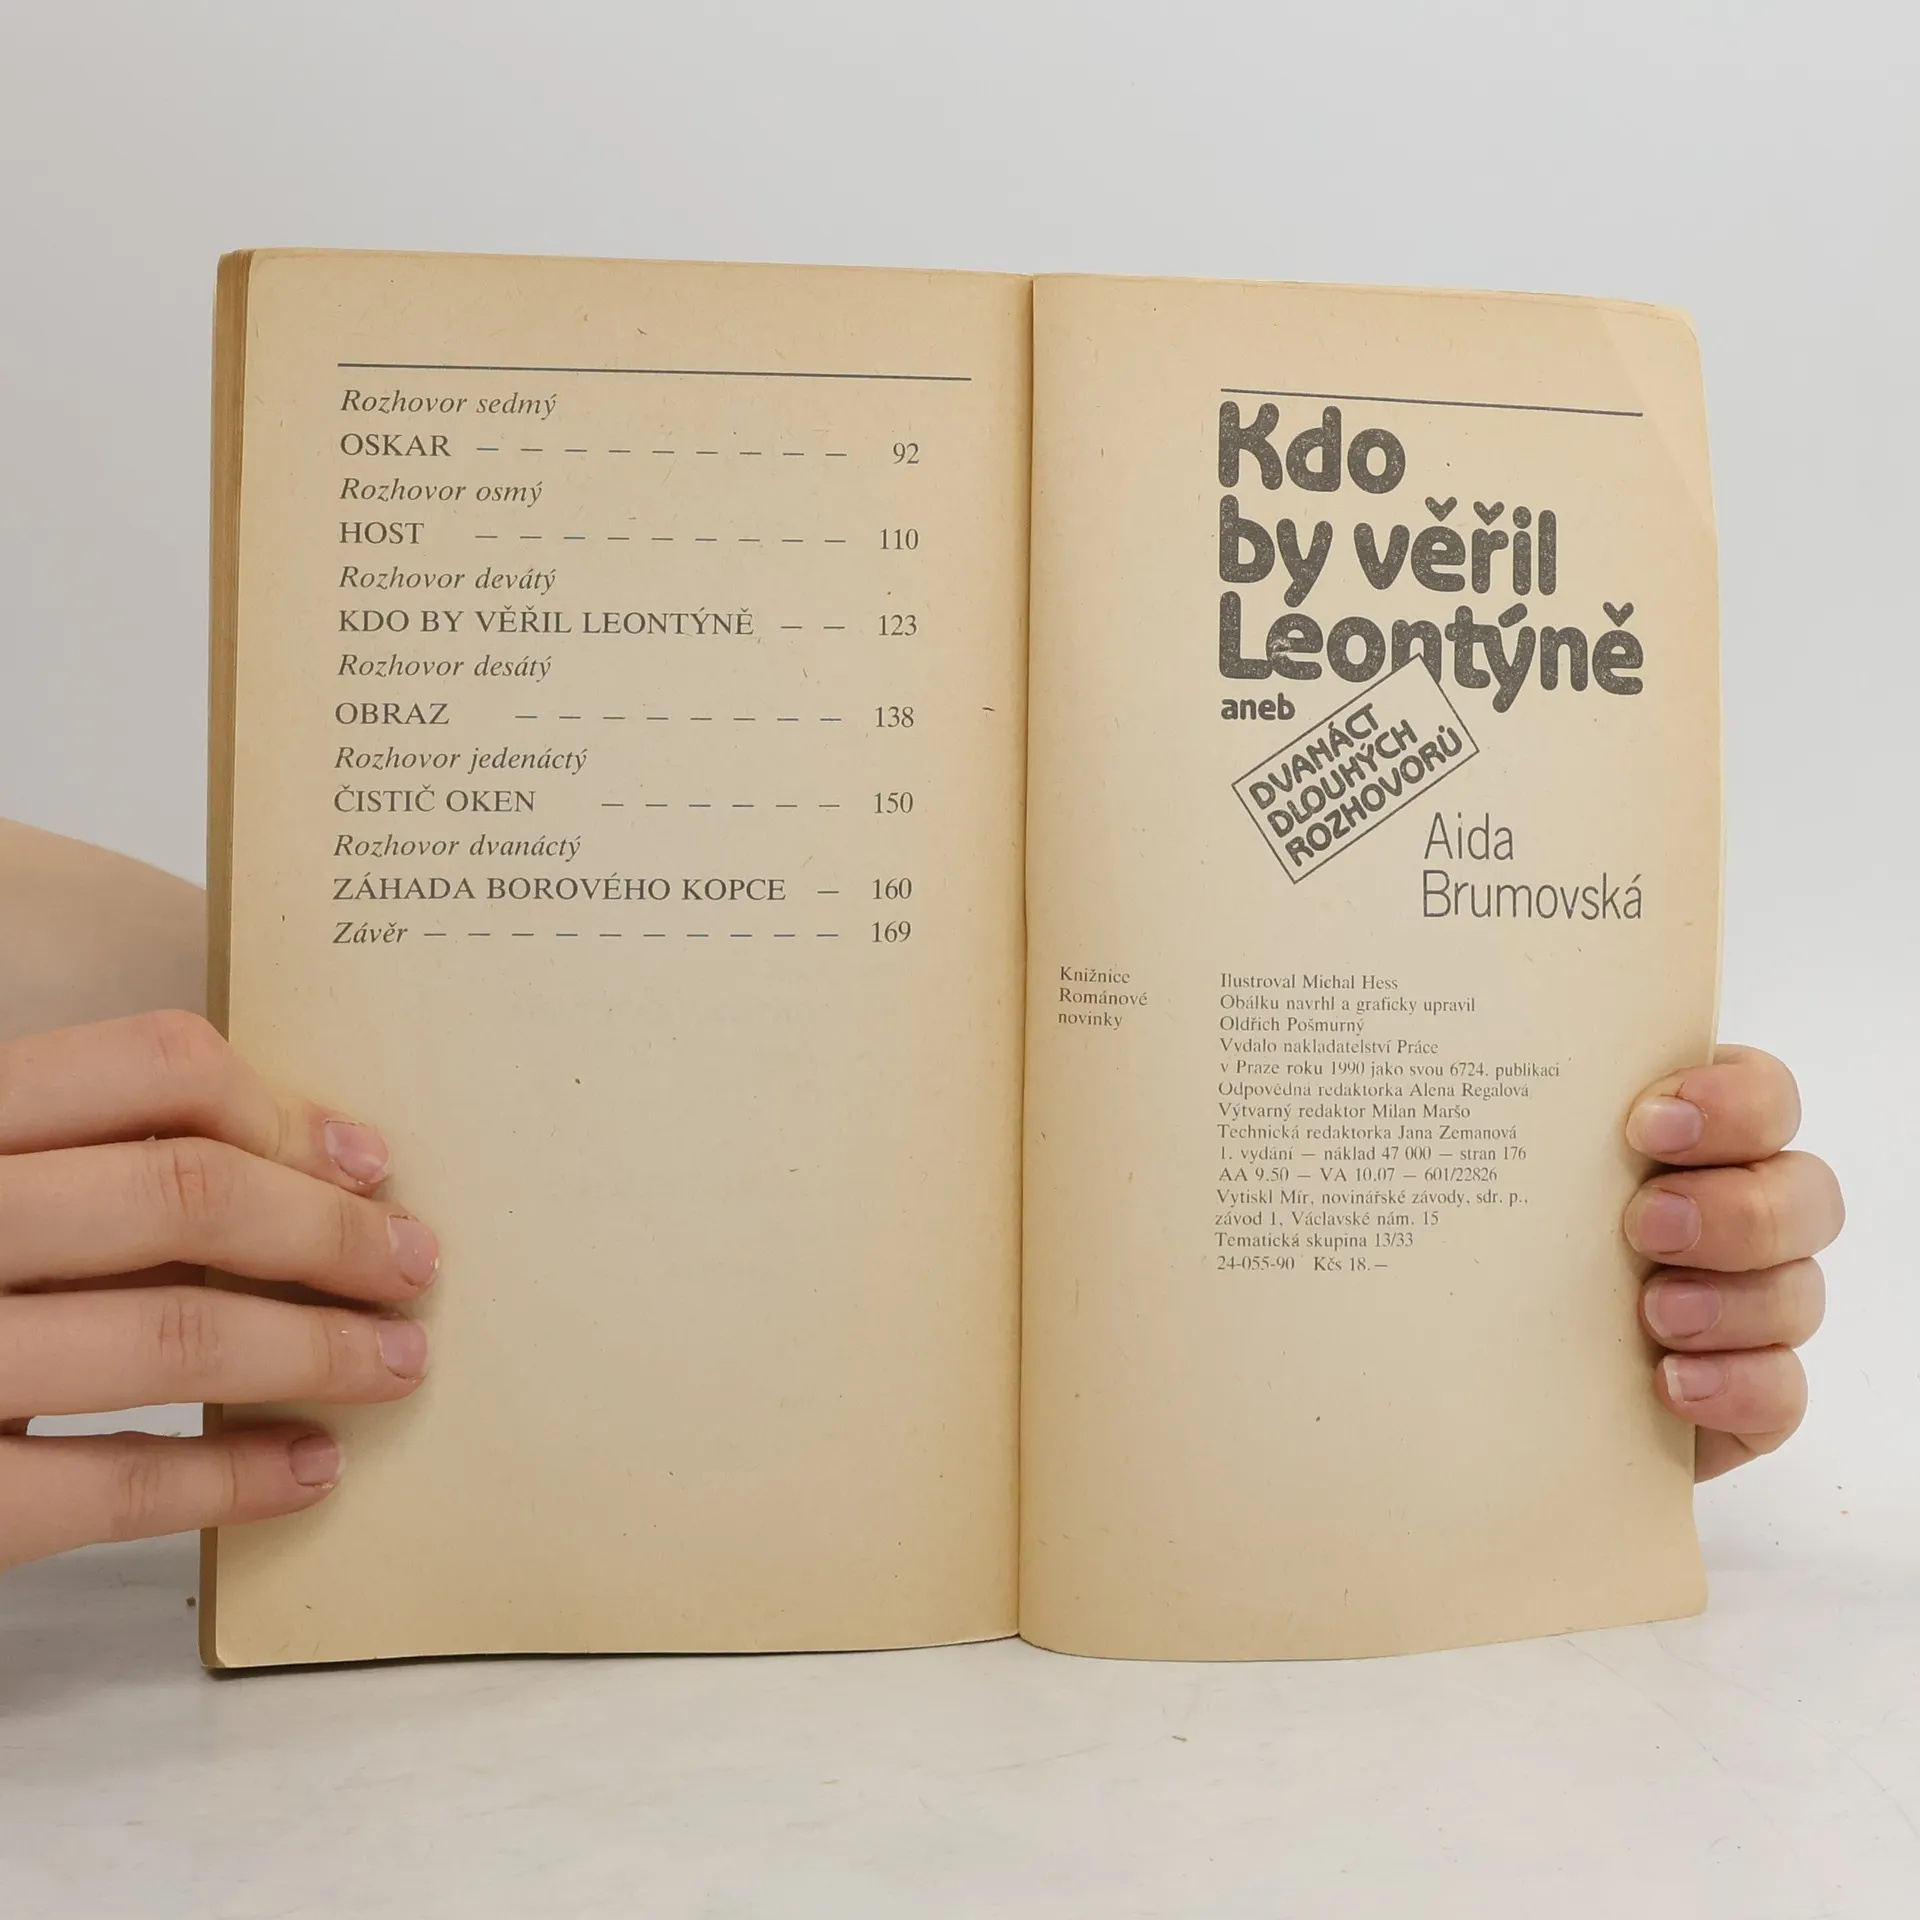 Rozhovor sedmý
OSKAR — — — — — — — — — 92
Rozhovor osmý
HOST — — — — — — — — — 110
Rozhovor devátý
KDO BY VĚŘIL LEONTÝNĚ — — 123
Rozhovor desátý
OBRAZ — — — — — — — — 138
Rozhovor jedenáctý
ČISTIČ OKEN — — — — — — 150
Rozhovor dvanáctý
ZÁHADA BOROVÉHO KOPCE — 160
Závěr — — — — — — — — — — 169
Kdo
by věřil
Leontýně
aneb
DVANÁCT
DLOUHÝCH
ROZHOVORŮ
Aida
Brumovská
Knižnice
Románové
novinky
Ilustroval Michal Hess
Obálku navrhl a graficky upravil
Oldřich Pošmurný
Vydalo nakladatelství Práce
v Praze roku 1990 jako svou 6724. publikaci
Odpovědná redaktorka Alena Regalová
Výtvarný redaktor Milan Maršo
Technická redaktorka Jana Zemanová
1. vydání — náklad 47 000 — stran 176
AA 9.50 — VA 10.07 — 601/22826
Vytiskl Mír, novinářské závody, sdr. p.,
závod 1, Václavské nám. 15
Tematická skupina 13/33
24-055-90 Kčs 18.—